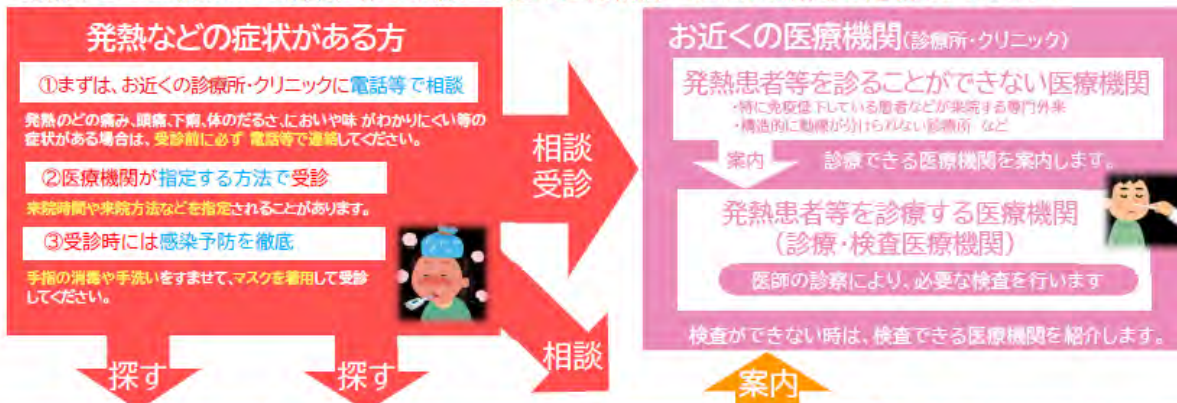 発熱などの症状がある方
①まずは、お近くの診療所・クリニックに電話等で相談
発熱のどの痛み、頭痛、下痢、体のだるさ、においや味 がわかりにくい等の
症状がある場合は、受診前に必ず 電話等で連絡してください。
②医療機関が指定する方法で受診
来院時間や来院方法などを指定されることがあります。
③受診時には感染予防を徹底
手指の消毒や手洗いをすませて、マスクを着用して受診
してください。
探す
探す
相談
受診
相談
お近くの医療機関(診療所・クリニック)
発熱患者等を診ることができない医療機関
・特に免疫低下している患者などが来院する専門外来
・構造的に動線が分けられない診療所 など
案内
診療できる医療機関を案内します。
発熱患者等を診療する医療機関
(診療・検査医療機関)
医師の診察により、必要な検査を行います
検査ができない時は、検査できる医療機関を紹介します。
案内